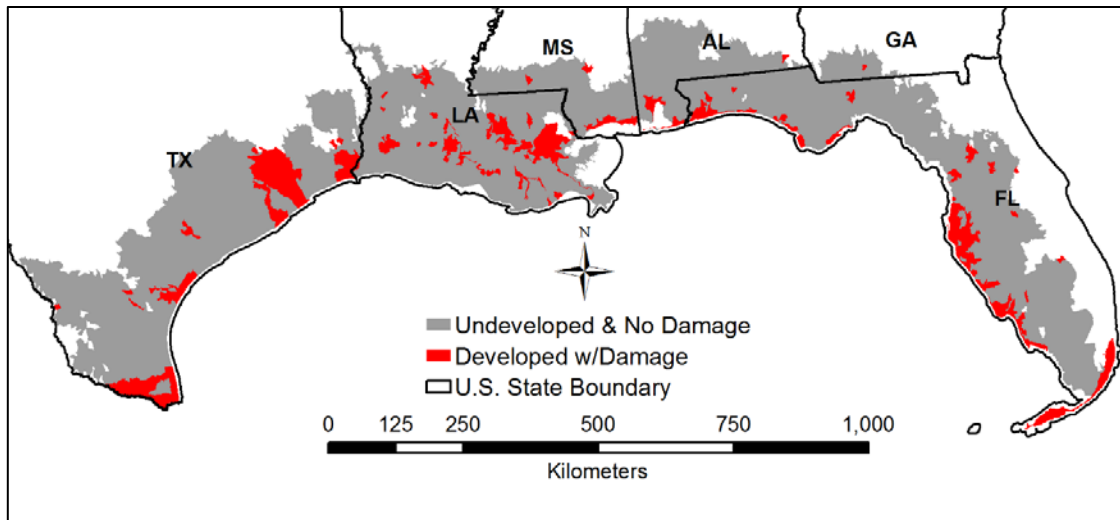 MS
AL
GA
LA
TX
FL
N
Undeveloped & No Damage
Developed w/Damage
U.S. State Boundary
0 125 250 500 750 1,000
Kilometers